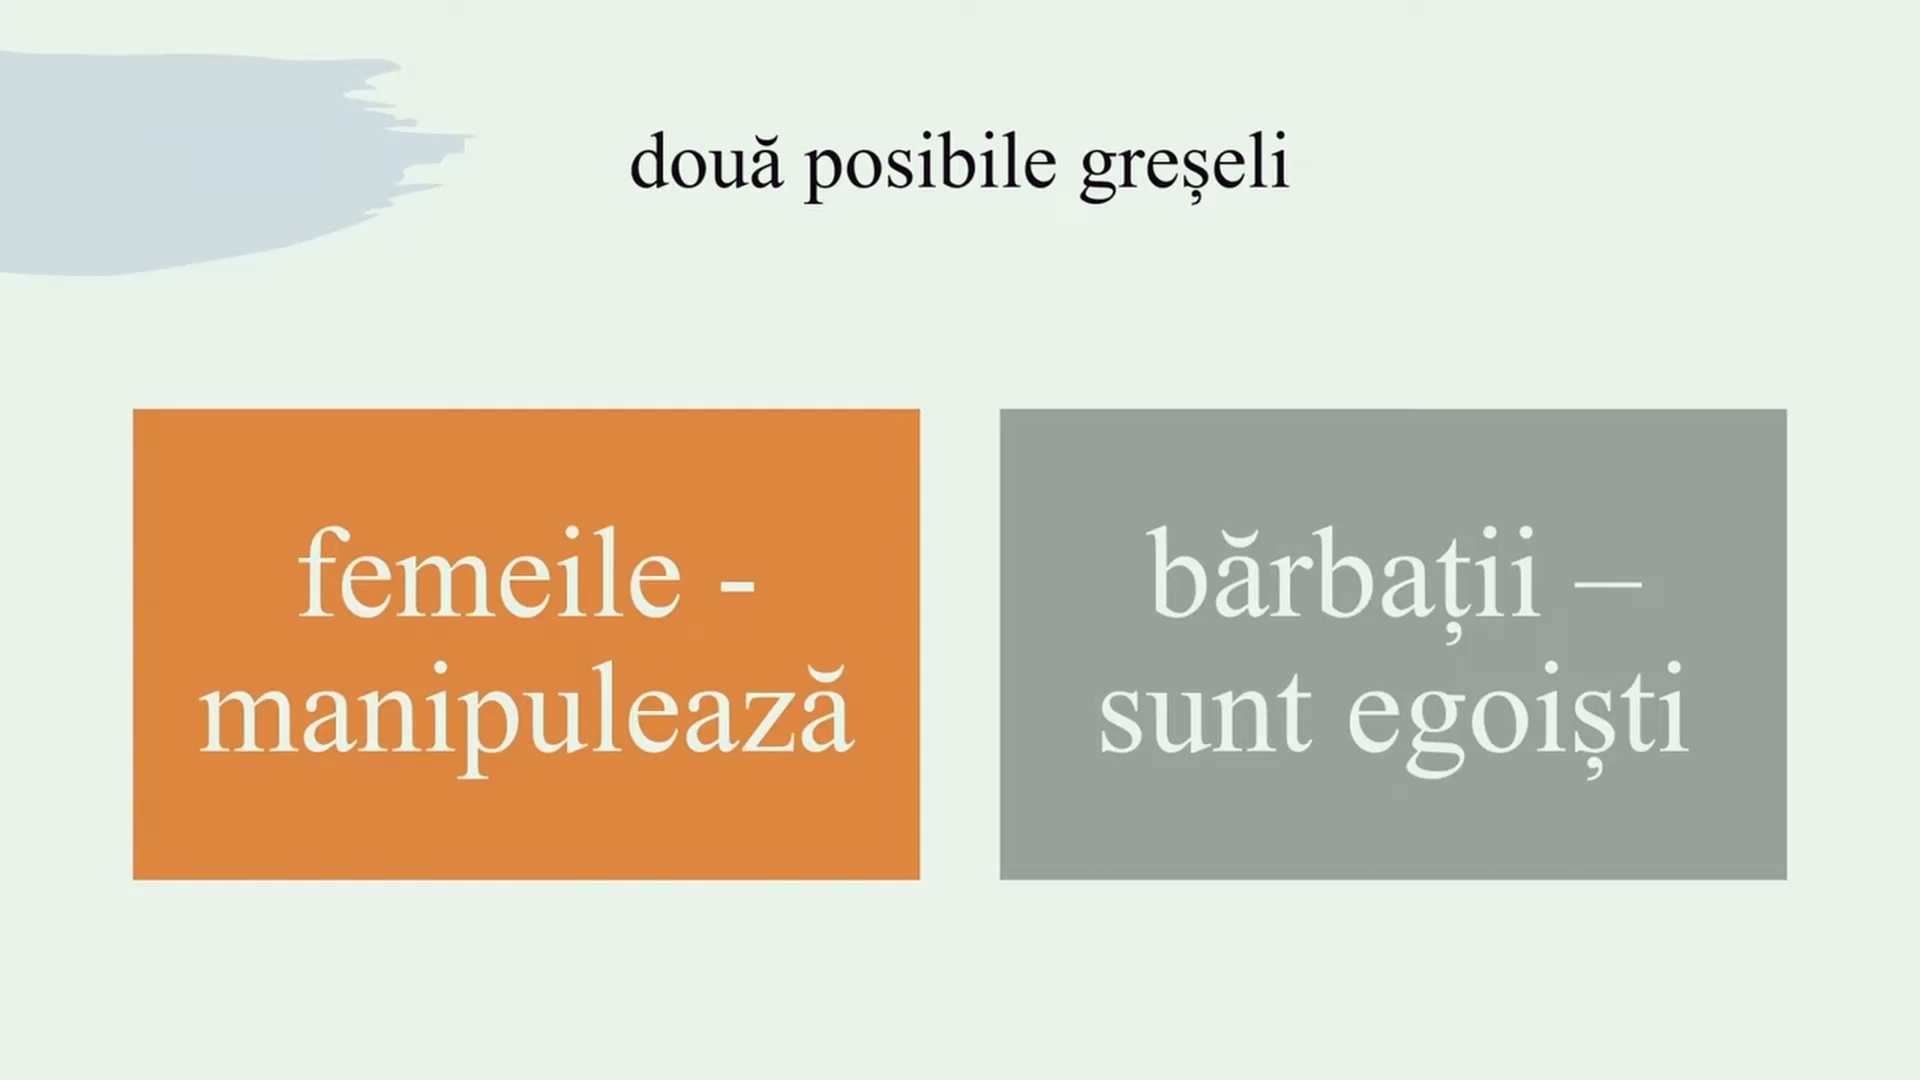 două posibile greșeli
femeile -
manipulează
bărbații –
sunt egoiști